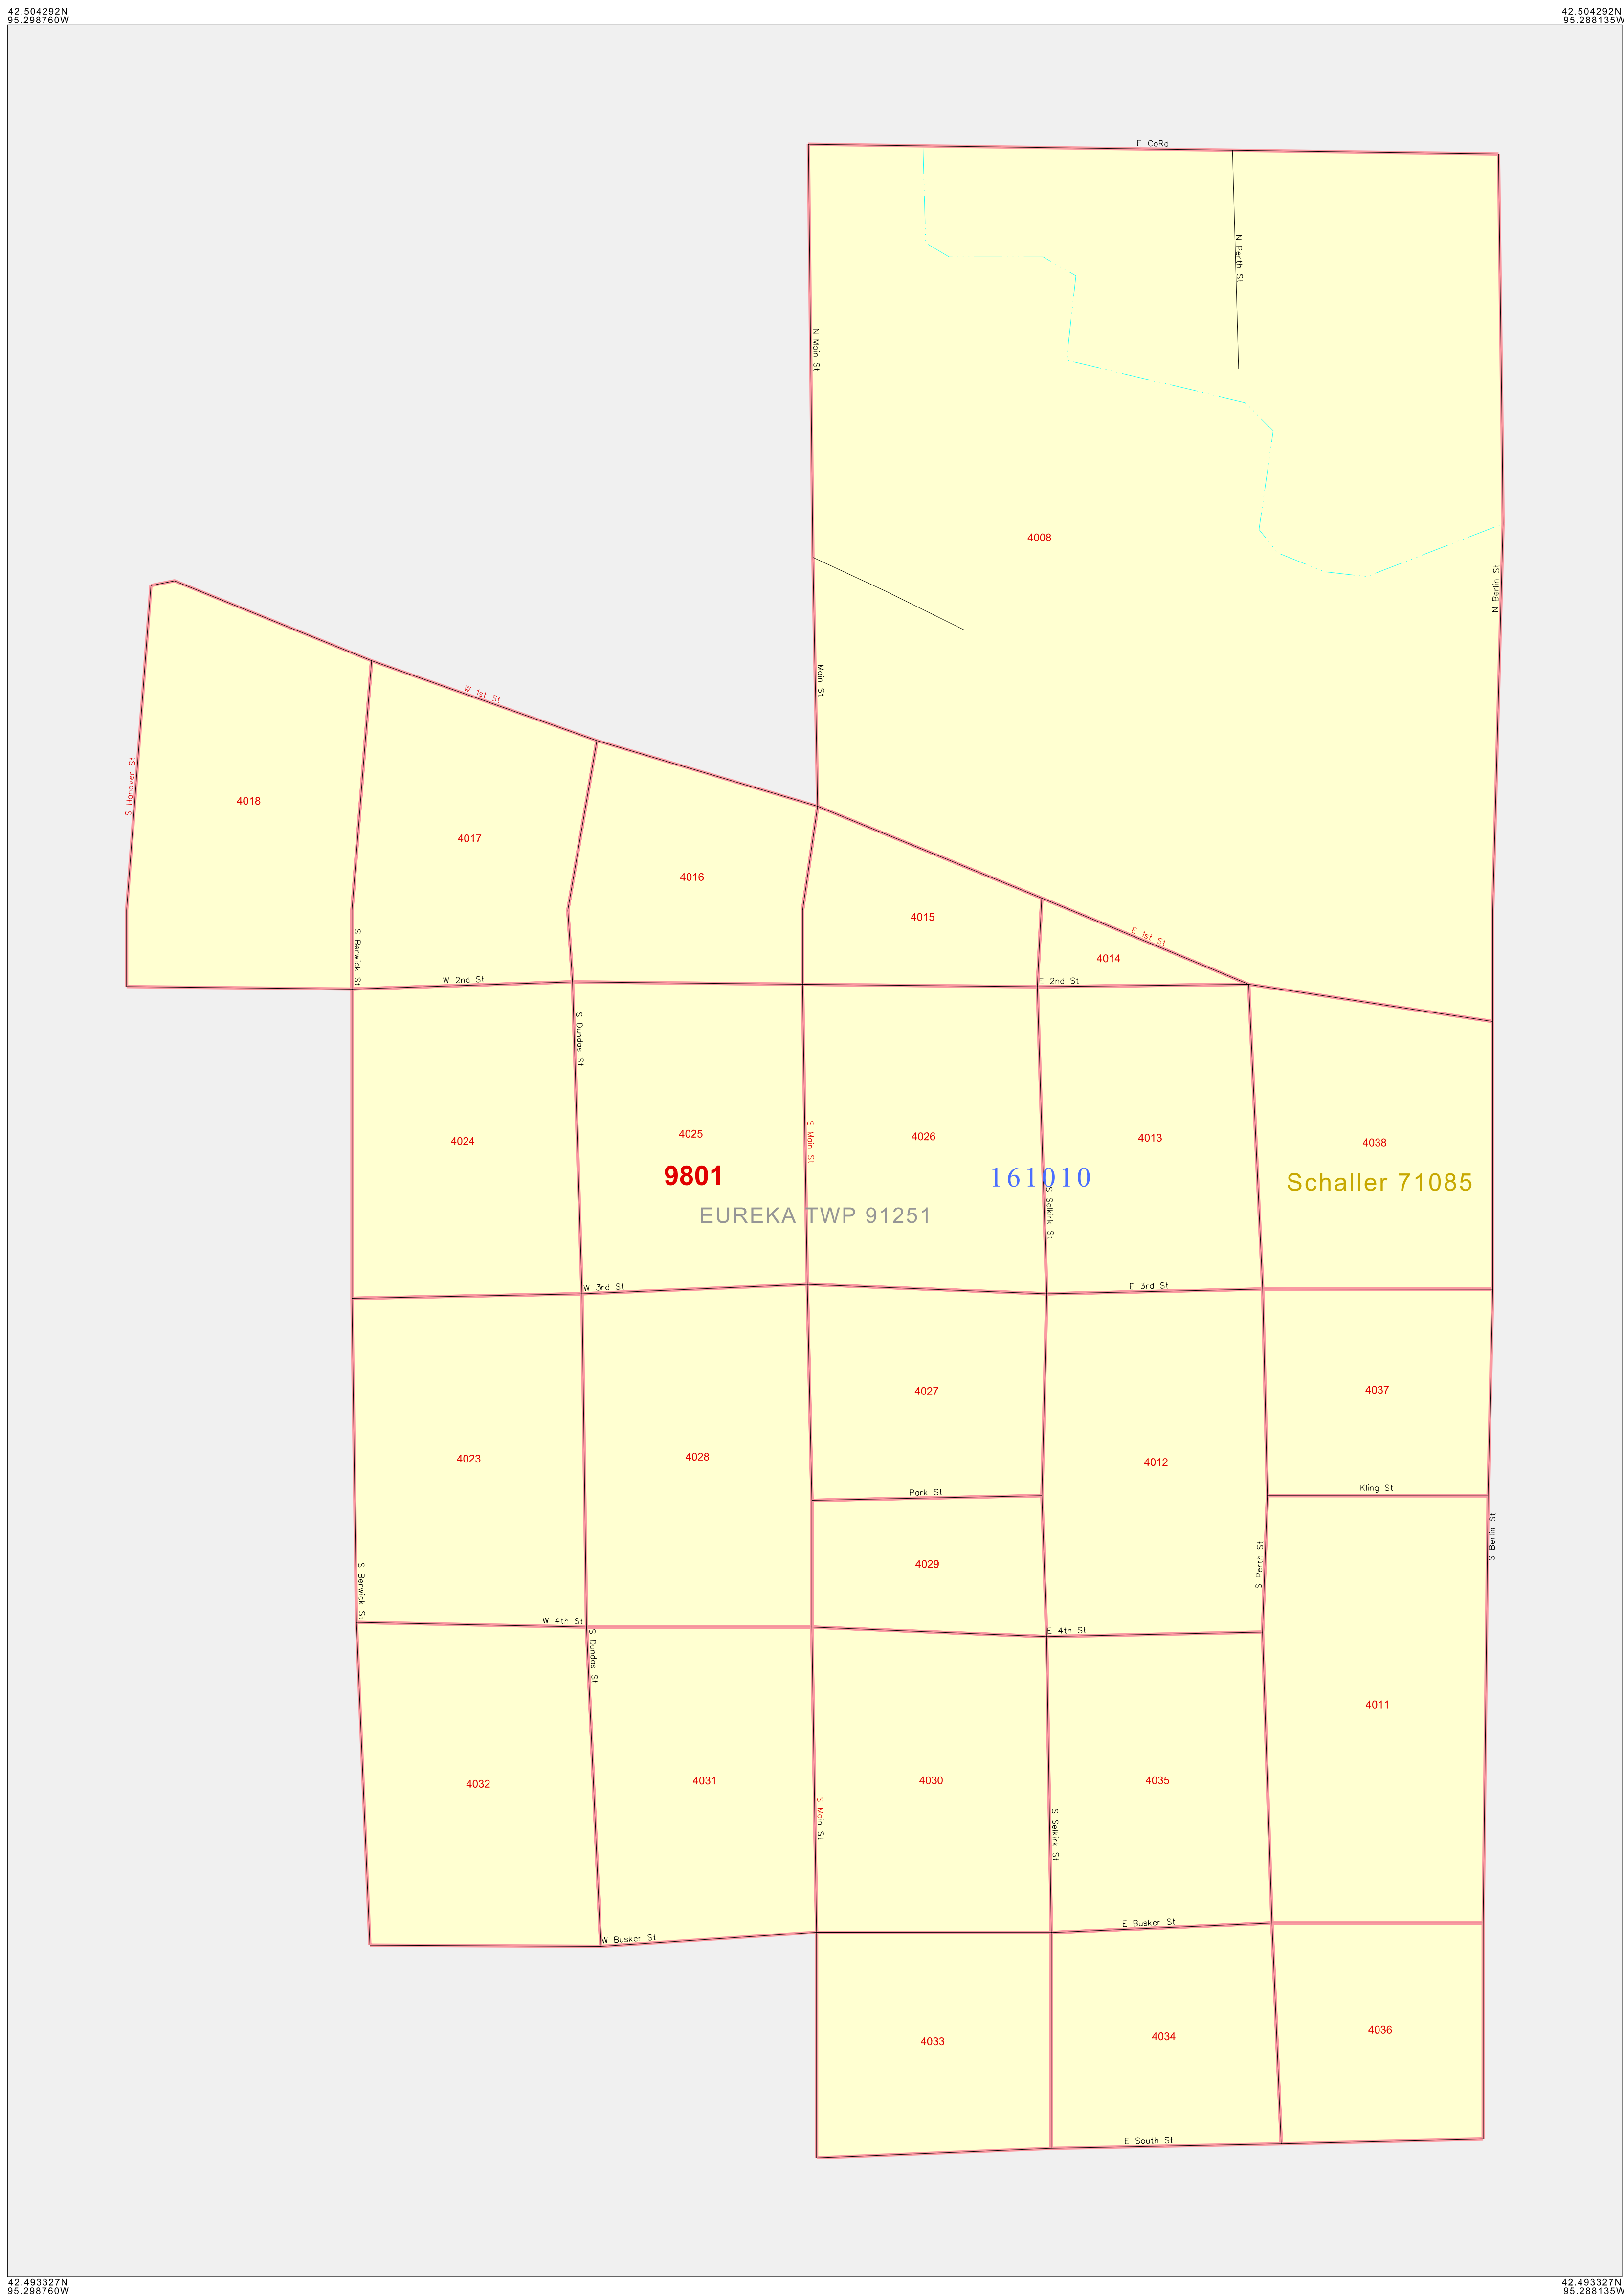 42.504292N
95.298760W
42.504292N
95.288135W
E CoRd
N Perth St
N Main St
4008
N Berlin St
Main St
W 1st St
S Hanover St
4018
4017
4016
4015
E 1st St
4014
S Berwick St
W 2nd St
E 2nd St
S Dundas St
4024
4025
S Main St
4026
4013
4038
9801
161010
Schaller 71085
S Selkirk St
EUREKA TWP 91251
W 3rd St
E 3rd St
4027
4037
4023
4028
4012
Park St
Kling St
S Berlin St
4029
S Perth St
S Berwick St
W 4th St
E 4th St
S Dundas St
4011
4032
4031
4030
4035
S Main St
S Selkirk St
E Busker St
W Busker St
4033
4034
4036
E South St
42.493327N
95.298760W
42.493327N
95.288135W